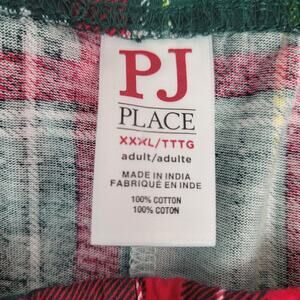 PJ
PLACE
XXXL/TTTG
adult/adulte
MADE IN INDIA
FABRIQUÉ EN INDE
100% COTTON
100% COTON